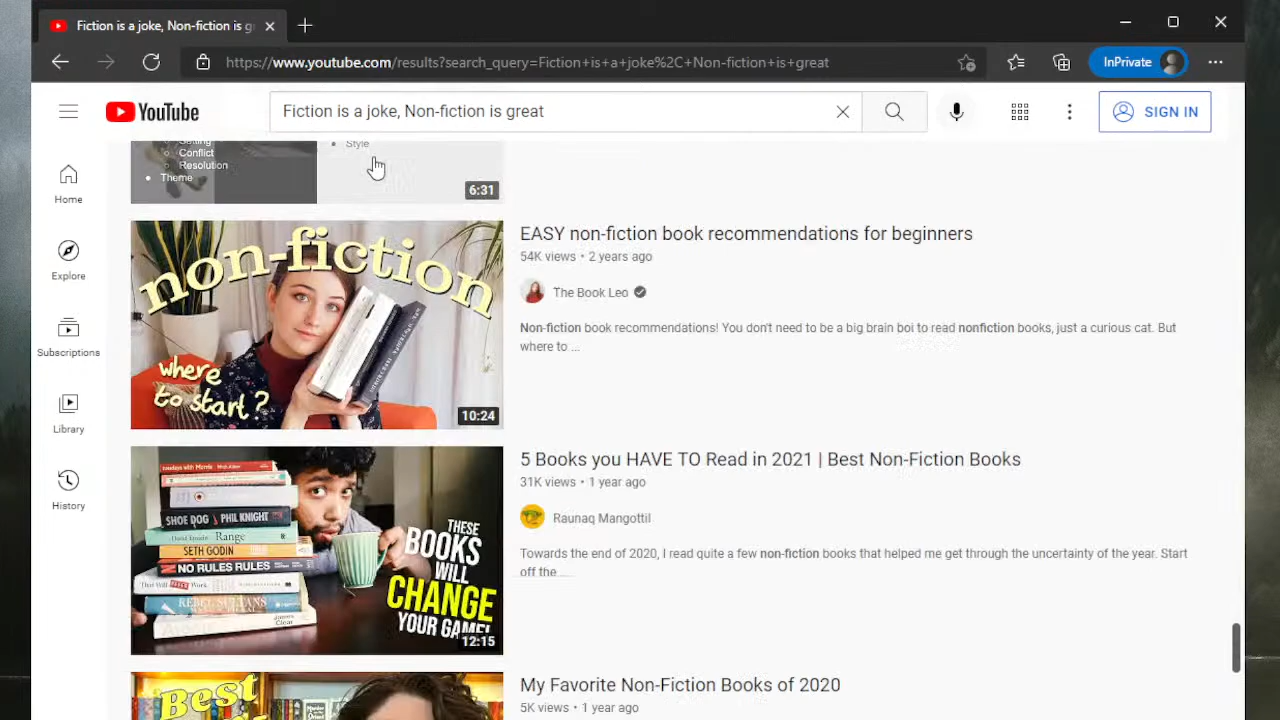 Fiction is a joke, Non-fiction is g
https://www.youtube.com/results?search_query=Fiction+is+a+joke%2C+Non-fiction+is+great
InPrivate
YouTube
Fiction is a joke, Non-fiction is great
SIGN IN
Home
Explore
Subscriptions
Library
History
Setting
Conflict
Resolution
Theme
Style
6:31
non-fiction
where
to start?
10:24
EASY non-fiction book recommendations for beginners
54K views • 2 years ago
The Book Leo
Non-fiction book recommendations! You don't need to be a big brain boi to read nonfiction books, just a curious cat. But
where to ...
SHOE DOG PHIL KNIGHT
Range
SETH GODIN
NO RULES RULES
That Will Work
REBEL SULTANS
THESE
BOOKS
WILL
CHANGE
YOUR GAME!
12:15
5 Books you HAVE TO Read in 2021 | Best Non-Fiction Books
31K views • 1 year ago
Raunaq Mangottil
Towards the end of 2020, I read quite a few non-fiction books that helped me get through the uncertainty of the year. Start
off the ...
Best
My Favorite Non-Fiction Books of 2020
5K views • 1 year ago